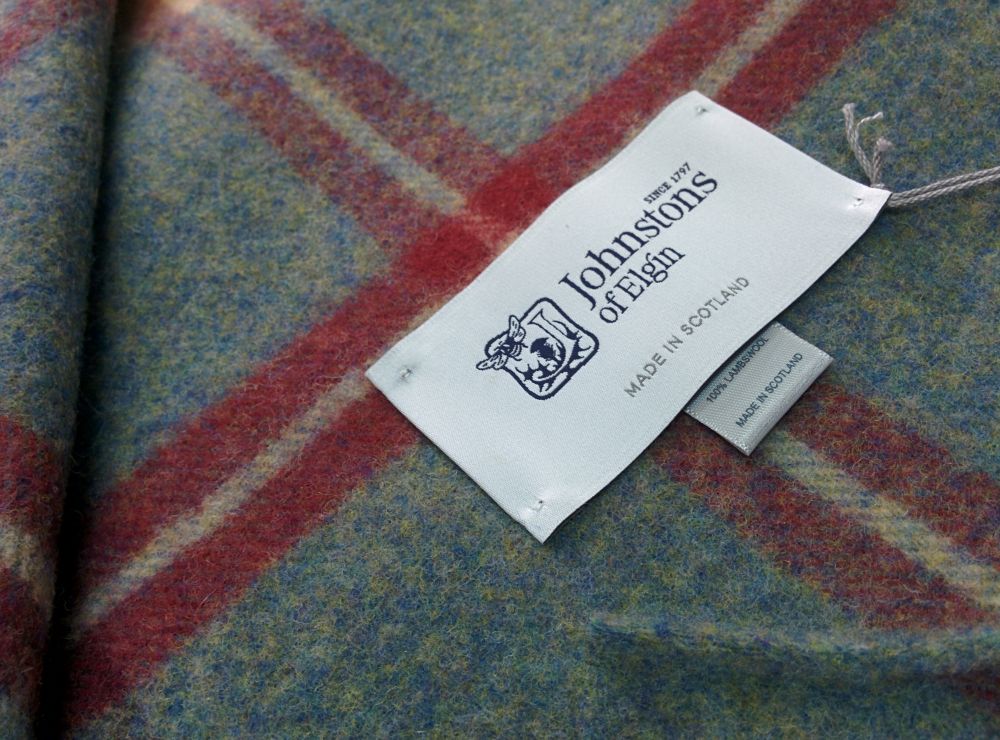 SINCE 1797
Johnstons
of Elgin
MADE IN SCOTLAND
100% LAMBSWOOL
MADE IN SCOTLAND